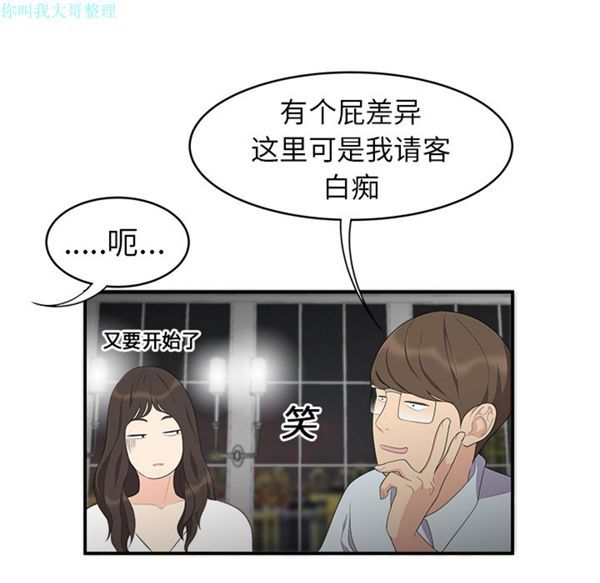 你叫我大哥整理
有个屁差异
这里可是我请客
白痴
.....呃...
又要开始了
笑